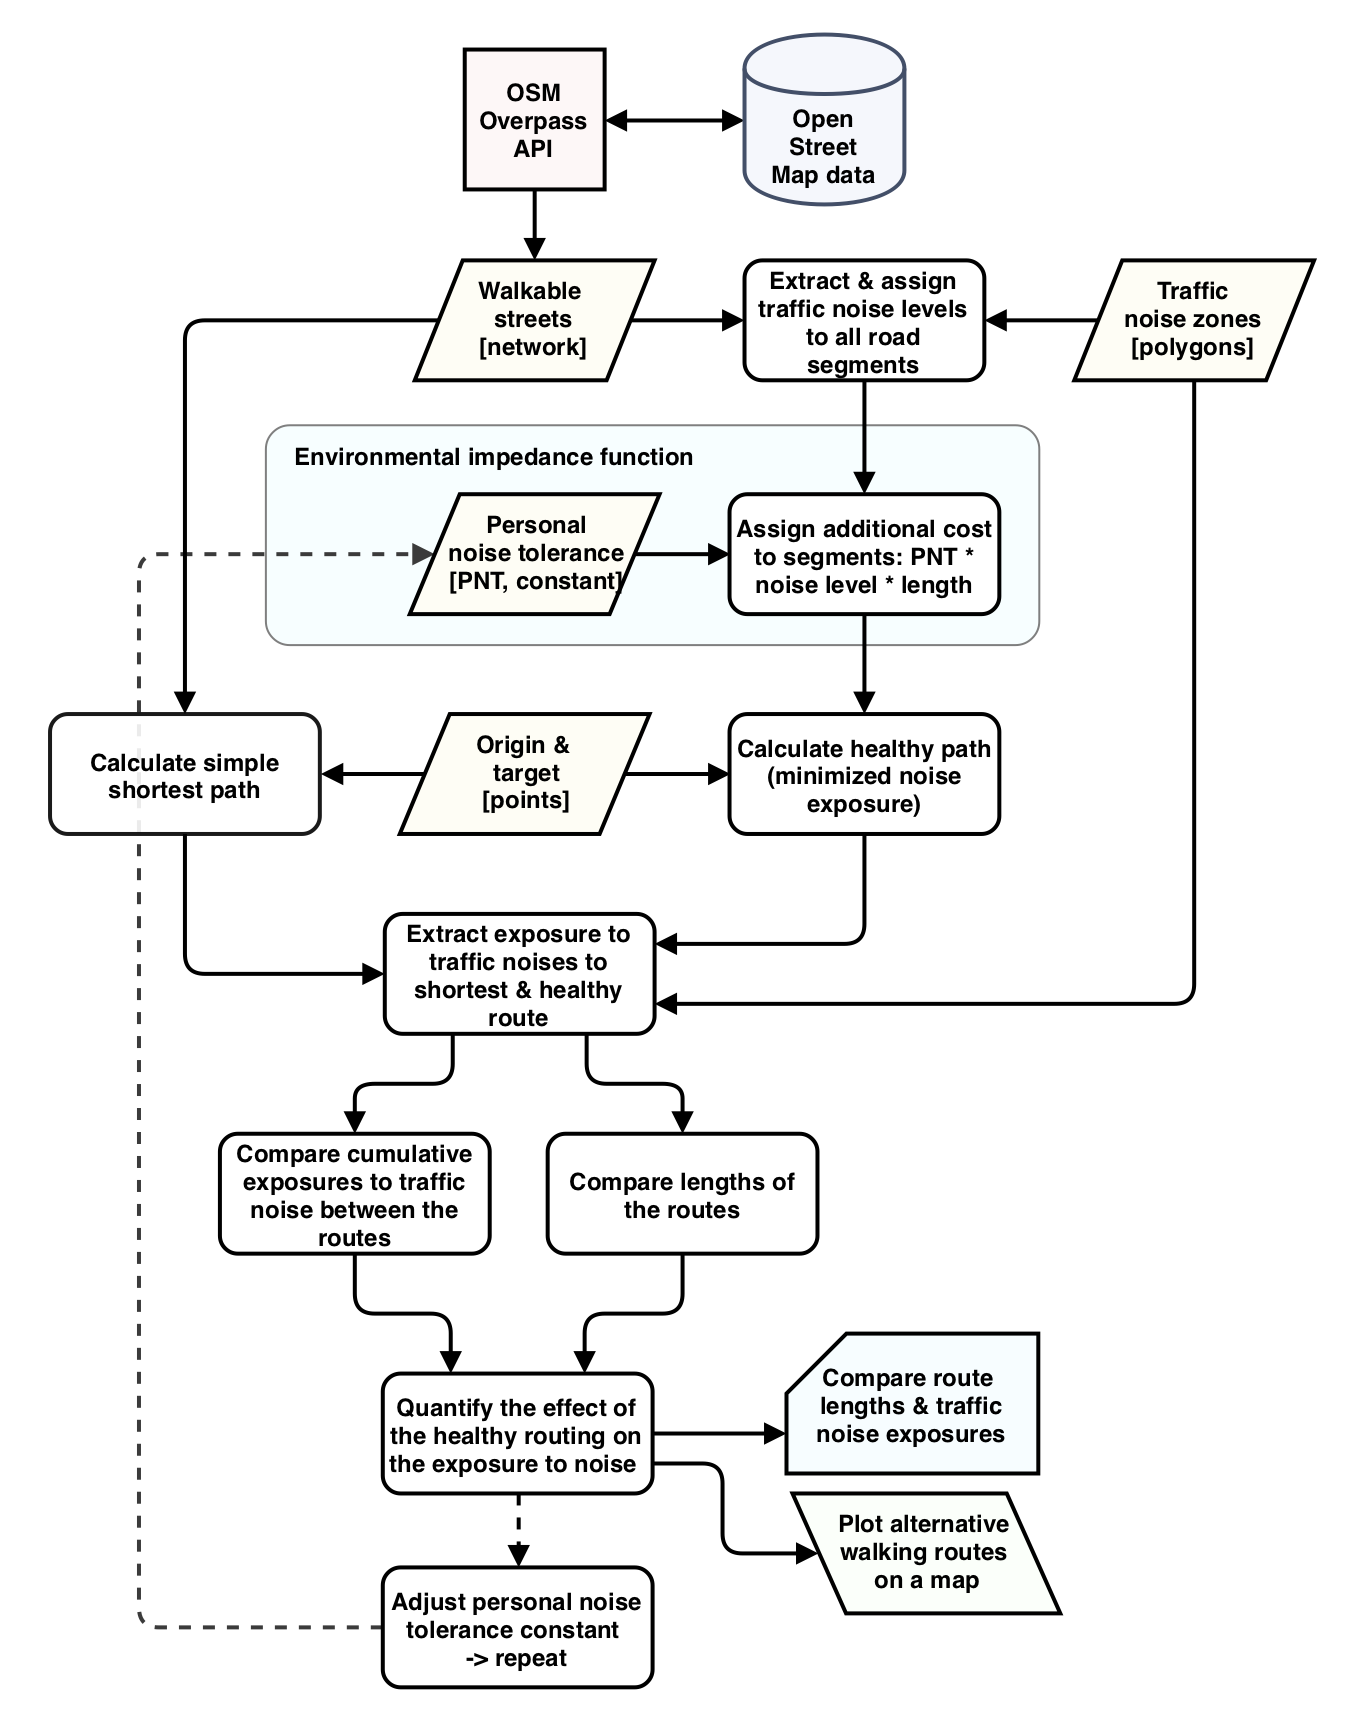 OSM
Overpass
API
Open
Street
Map data
Walkable
streets
[network]
Extract & assign
traffic noise levels
to all road
segments
Traffic
noise zones
[polygons]
Environmental impedance function
Personal
noise tolerance
[PNT, constant]
Assign additional cost
to segments: PNT *
noise level * length
Calculate simple
shortest path
Origin &
target
[points]
Calculate healthy path
(minimized noise
exposure)
Extract exposure to
traffic noises to
shortest & healthy
route
Compare cumulative
exposures to traffic
noise between the
routes
Compare lengths of
the routes
Quantify the effect of
the healthy routing on
the exposure to noise
Compare route
lengths & traffic
noise exposures
Plot alternative
walking routes
on a map
Adjust personal noise
tolerance constant
-> repeat